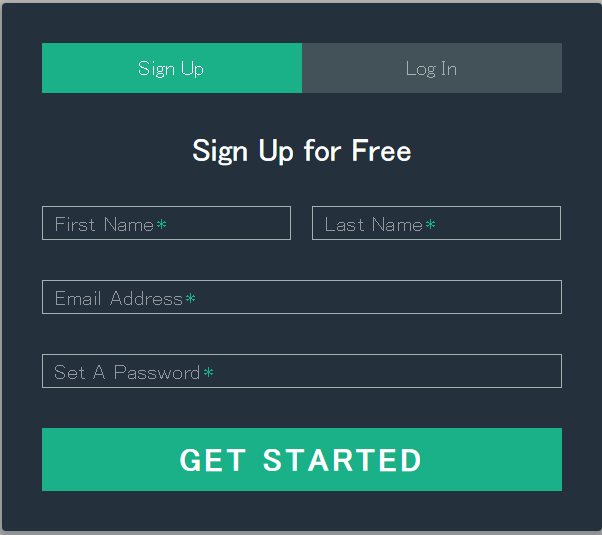 Sign Up Log In
Sign Up for Free
First Name* Last Name*
Email Address*
Set A Password*
GET STARTED